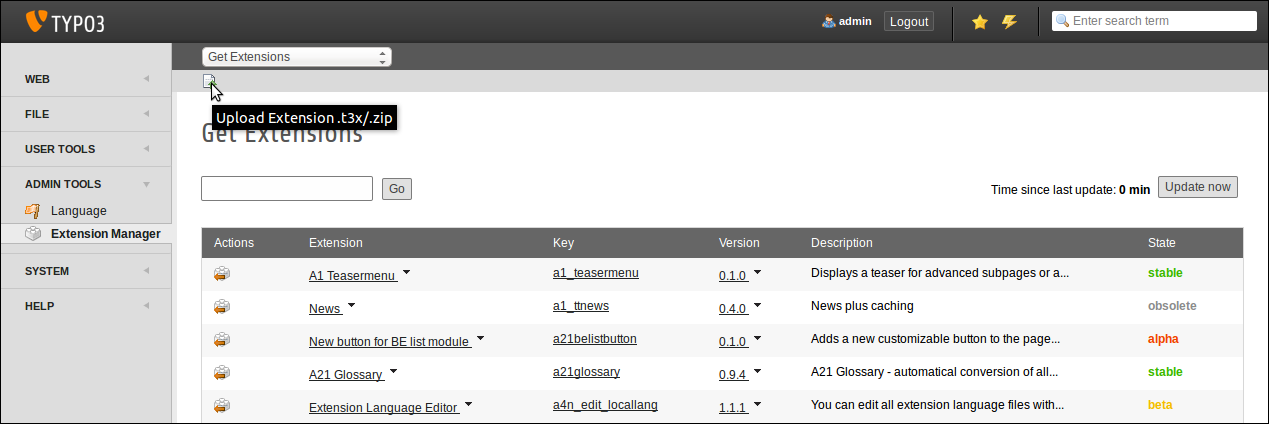 TYPO3 admin Logout Enter search term
Get Extensions
WEB
FILE
USER TOOLS
ADMIN TOOLS
Language
Extension Manager
SYSTEM
HELP
Upload Extension .t3x/.zip
Get Extensions
Go Time since last update: 0 min Update now
Actions Extension Key Version Description State
A1 Teasermenu a1_teasermenu 0.1.0 Displays a teaser for advanced subpages or a... stable
News a1_ttnews 0.4.0 News plus caching obsolete
New button for BE list module a21belistbutton 0.1.0 Adds a new customizable button to the page... alpha
A21 Glossary a21glossary 0.9.4 A21 Glossary - automatical conversion of all... stable
Extension Language Editor a4n_edit_locallang 1.1.1 You can edit all extension language files with... beta